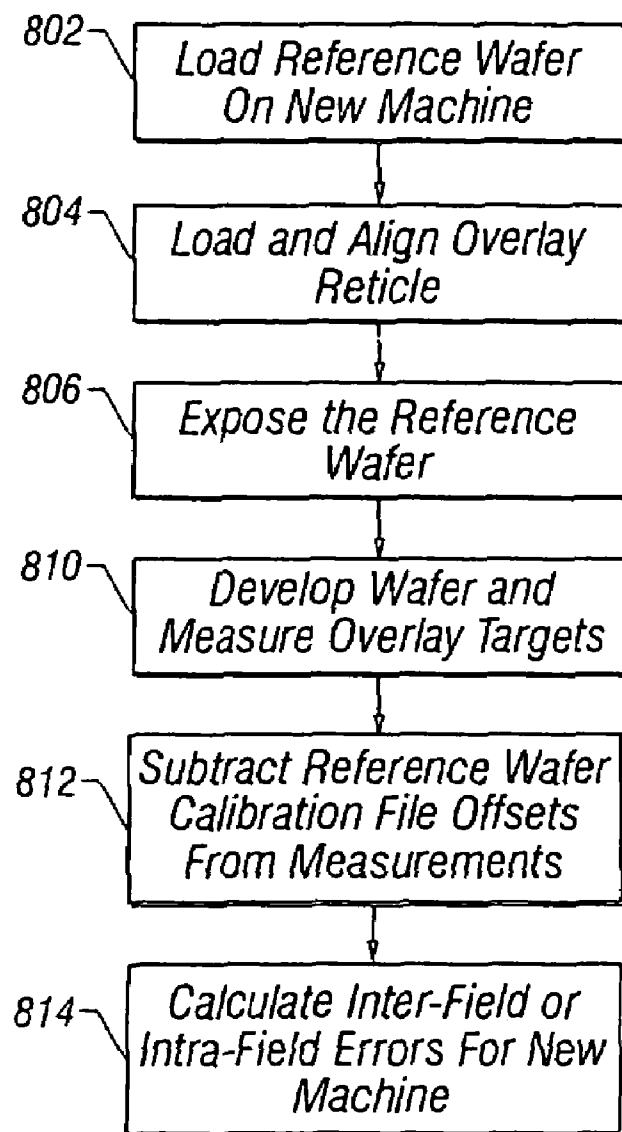 802
Load Reference Wafer
On New Machine
804
Load and Align Overlay
Reticle
806
Expose the Reference
Wafer
810
Develop Wafer and
Measure Overlay Targets
812
Subtract Reference Wafer
Calibration File Offsets
From Measurements
814
Calculate Inter-Field or
Intra-Field Errors For New
Machine